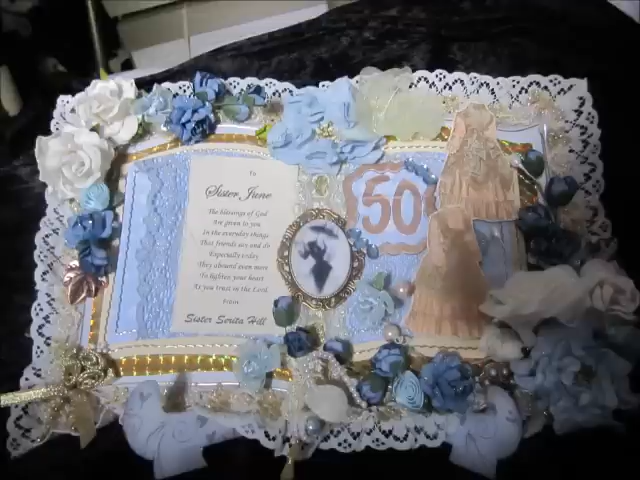 To
Sister June
The blessings of God
Are given to you
In the everyday things
That friends say and do
Especially today
They abound even more
To lighten your heart
As you trust in the Lord
From
Sister Serita Hill
50